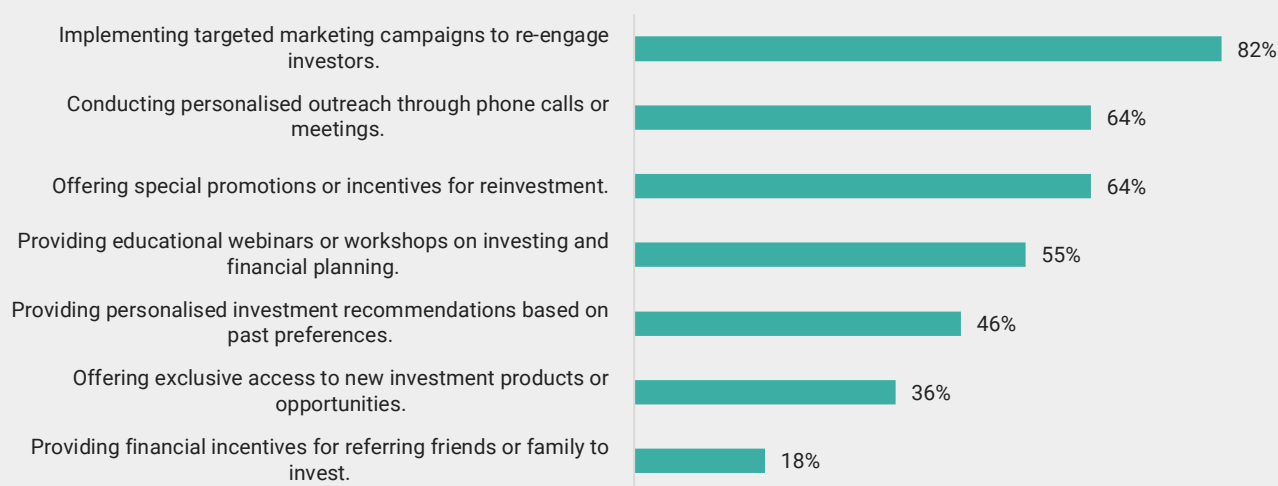 Implementing targeted marketing campaigns to re-engage
investors.
82%
Conducting personalised outreach through phone calls or
meetings.
64%
Offering special promotions or incentives for reinvestment.
64%
Providing educational webinars or workshops on investing and
financial planning.
55%
Providing personalised investment recommendations based on
past preferences.
46%
Offering exclusive access to new investment products or
opportunities.
36%
Providing financial incentives for referring friends or family to
invest.
18%